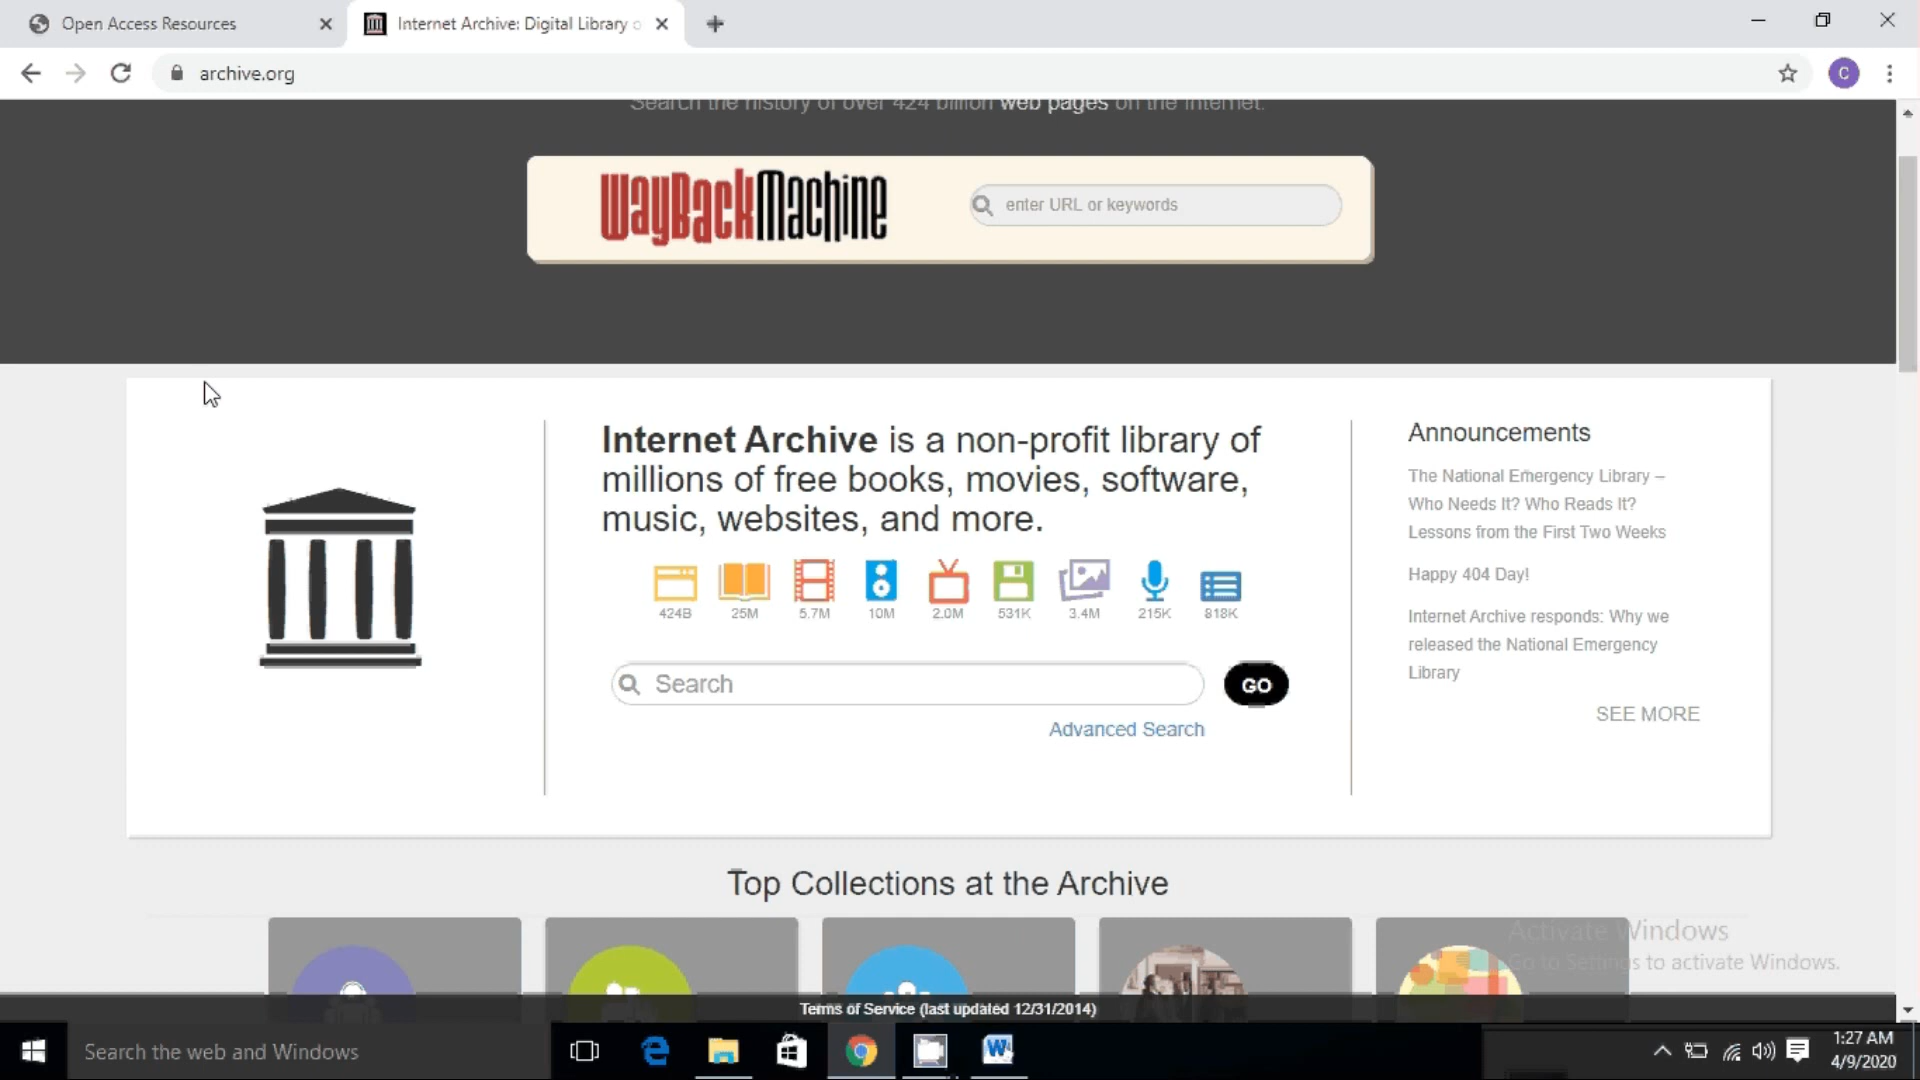 Open Access Resources
Internet Archive: Digital Library o
archive.org
C
Search the history of over 424 billion web pages on the Internet.
WayBackMachine
enter URL or keywords
Internet Archive is a non-profit library of
millions of free books, movies, software,
music, websites, and more.
424B 25M 5.7M 10M 2.0M 531K 3.4M 215K 818K
Search
GO
Advanced Search
Announcements
The National Emergency Library –
Who Needs It? Who Reads It?
Lessons from the First Two Weeks
Happy 404 Day!
Internet Archive responds: Why we
released the National Emergency
Library
SEE MORE
Top Collections at the Archive
Activate Windows
Go to Settings to activate Windows.
Terms of Service (last updated 12/31/2014)
Search the web and Windows
1:27 AM
4/9/2020